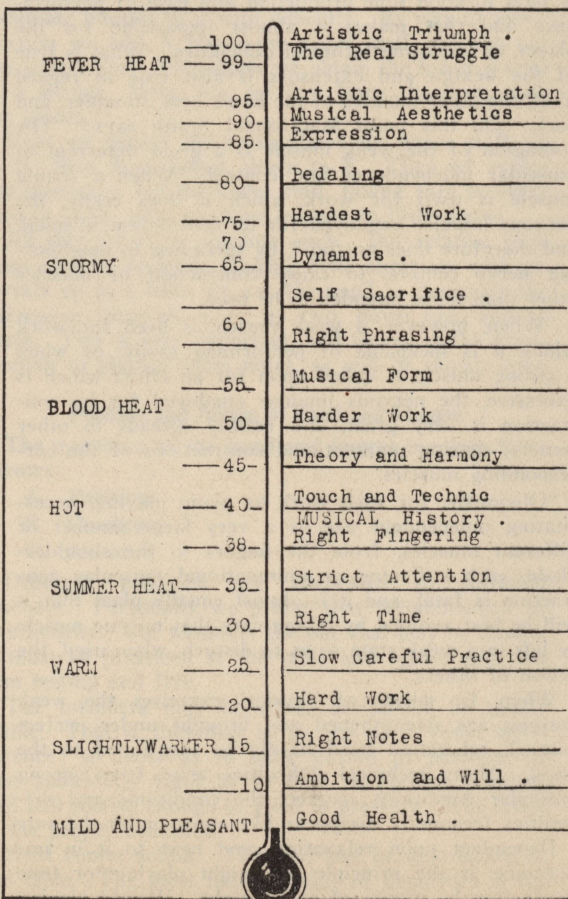 100 Artistic Triumph .
FEVER HEAT 99 The Real Struggle
95 Artistic Interpretation
90 Musical Aesthetics
85 Expression
80 Pedaling
75 Hardest Work
70
STORMY 65 Dynamics .
Self Sacrifice .
60 Right Phrasing
55 Musical Form
BLOOD HEAT 50 Harder Work
45 Theory and Harmony
HOT 40 Touch and Technic
MUSICAL History .
38 Right Fingering
SUMMER HEAT 35 Strict Attention
30 Right Time
WARM 25 Slow Careful Practice
20 Hard Work
SLIGHTLYWARMER 15 Right Notes
10 Ambition and Will .
MILD AND PLEASANT Good Health .